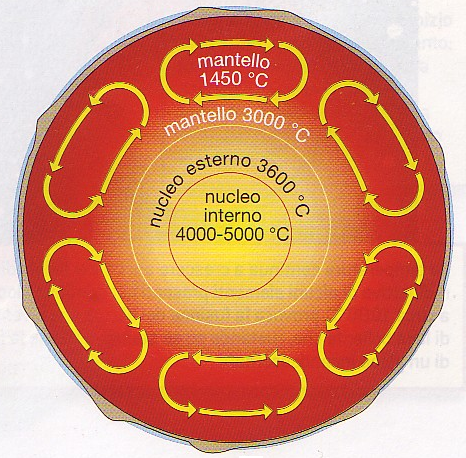 mantello
1450 °C
mantello 3000 °C
nucleo esterno 3600 °C
nucleo
interno
4000-5000 °C